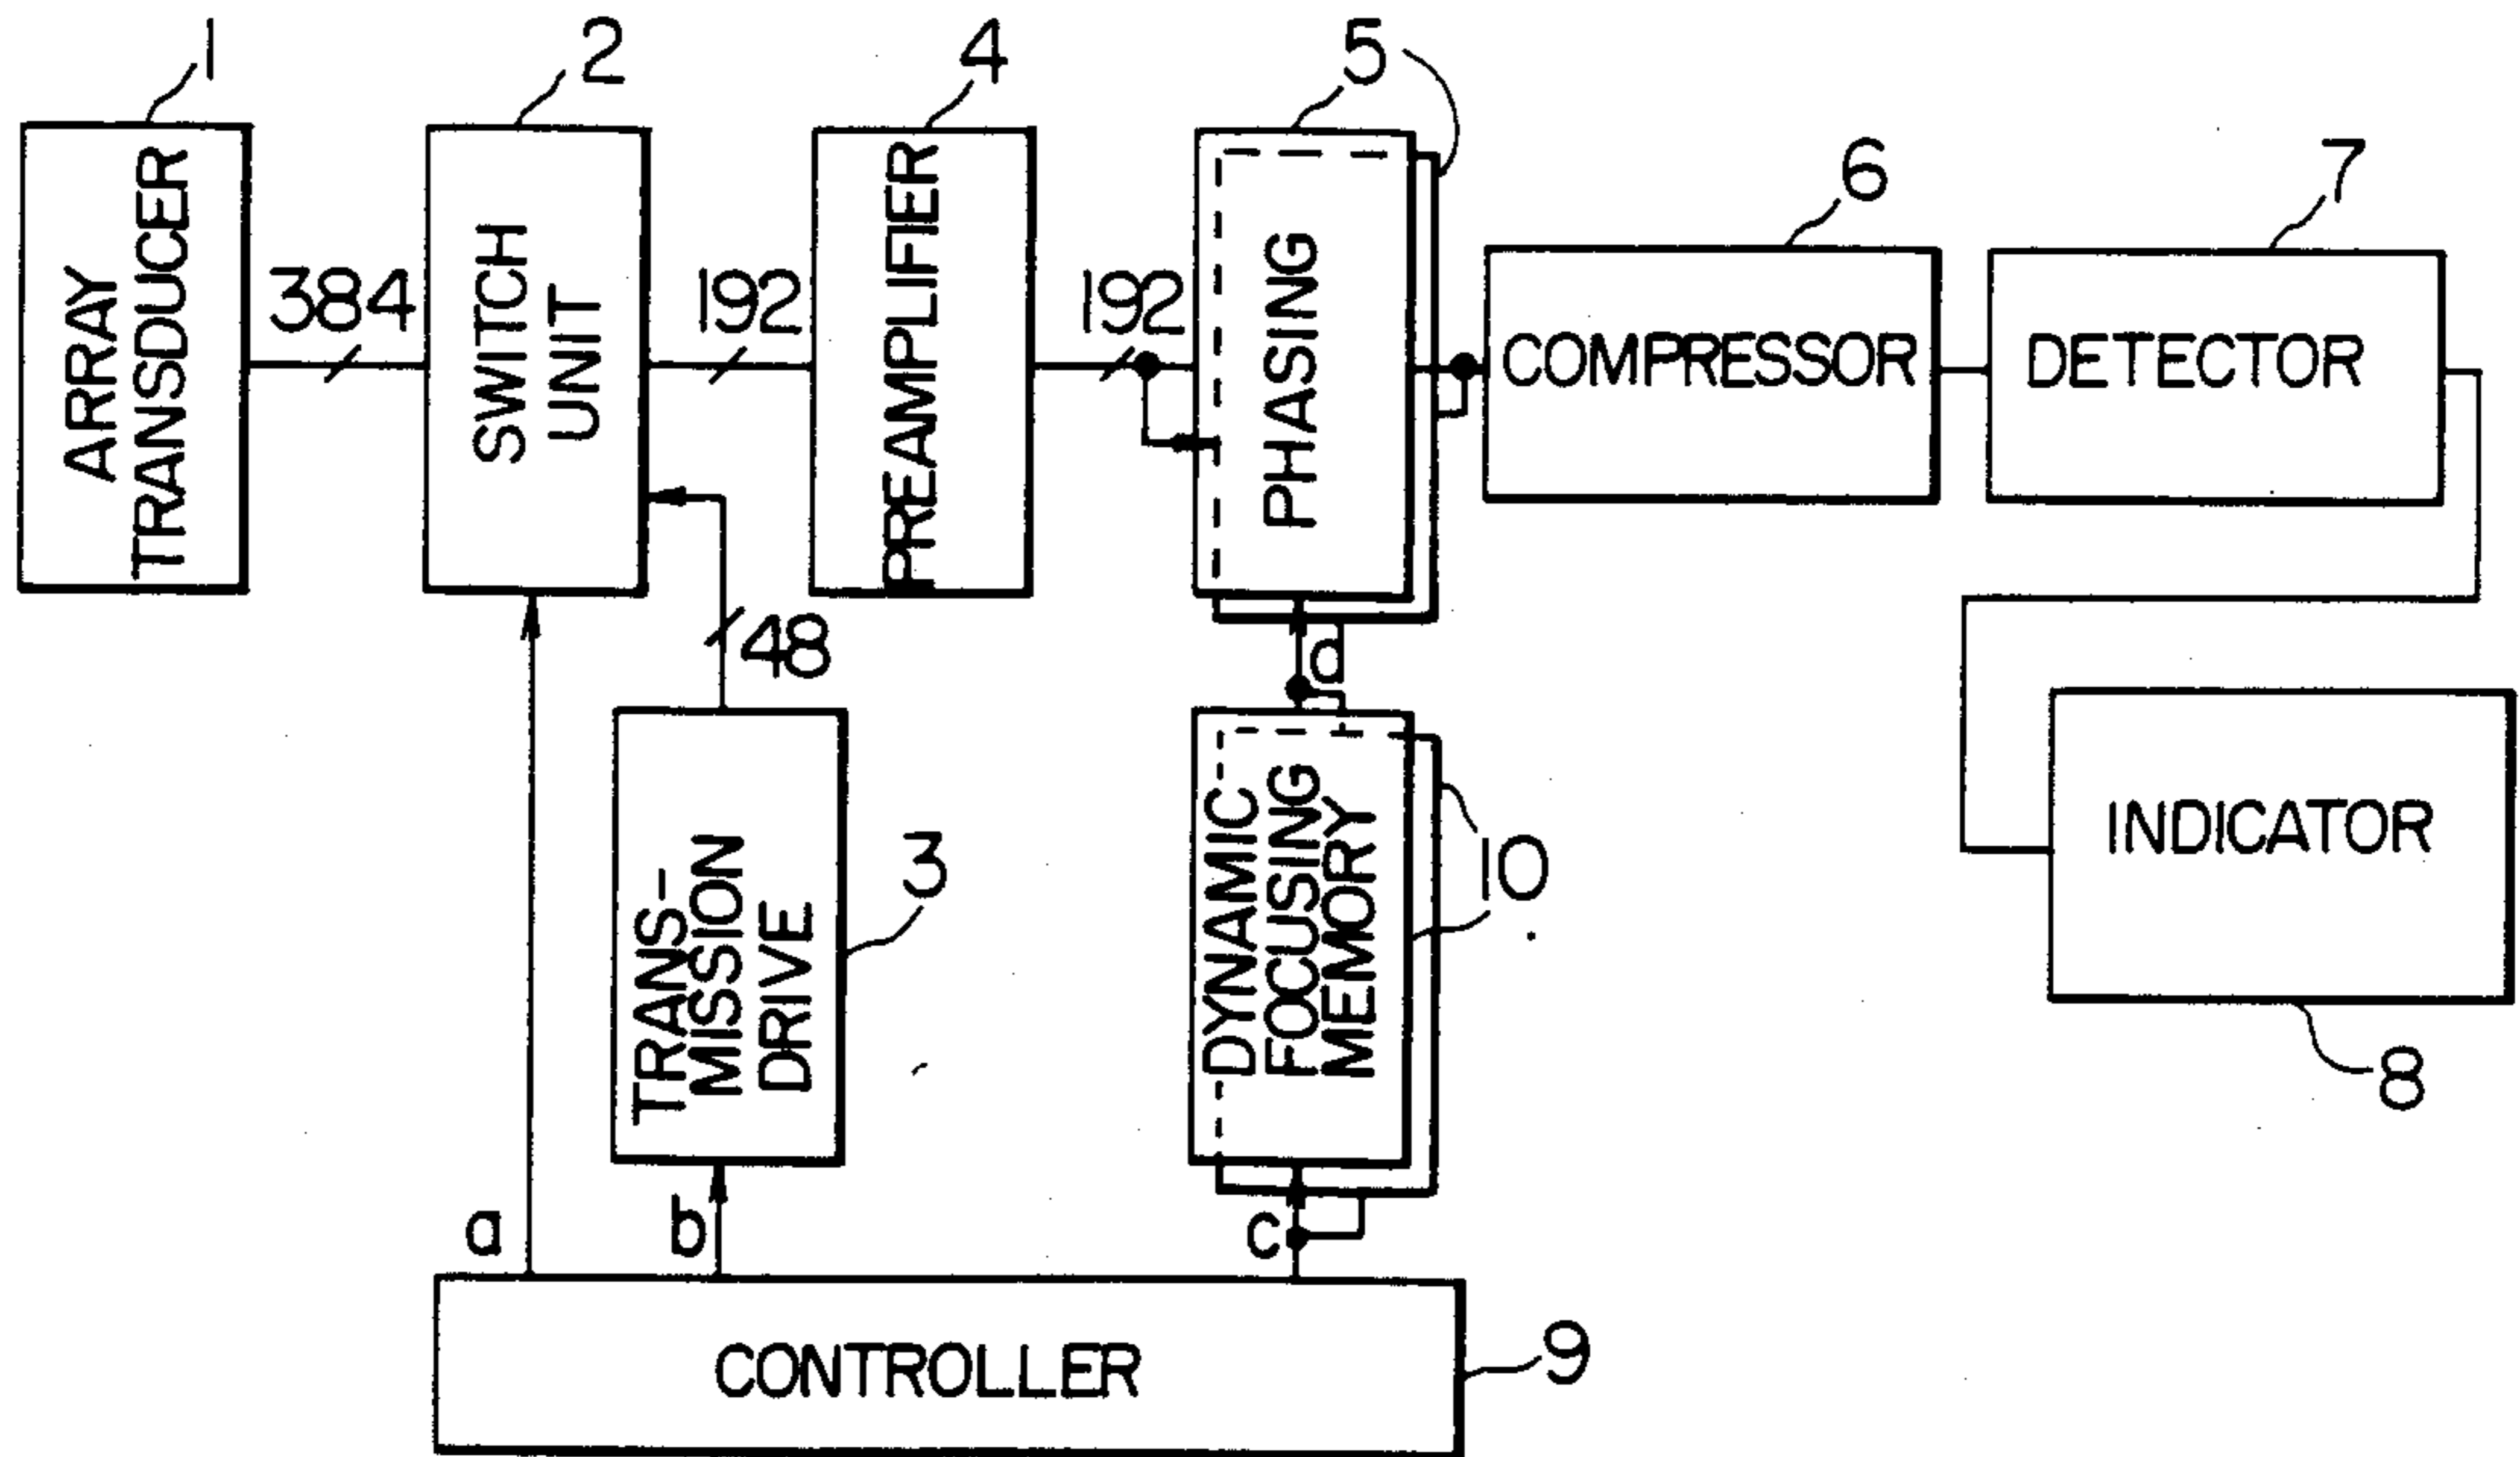 1
2
4
5
6
7
ARRAY
TRANSDUCER
384
SWITCH
UNIT
192
PREAMPLIFIER
192
PHASING
COMPRESSOR
DETECTOR
48
d
TRANS-
MISSION
DRIVE
3
DYNAMIC
FOCUSING
MEMORY
10
INDICATOR
8
a
b
c
CONTROLLER
9